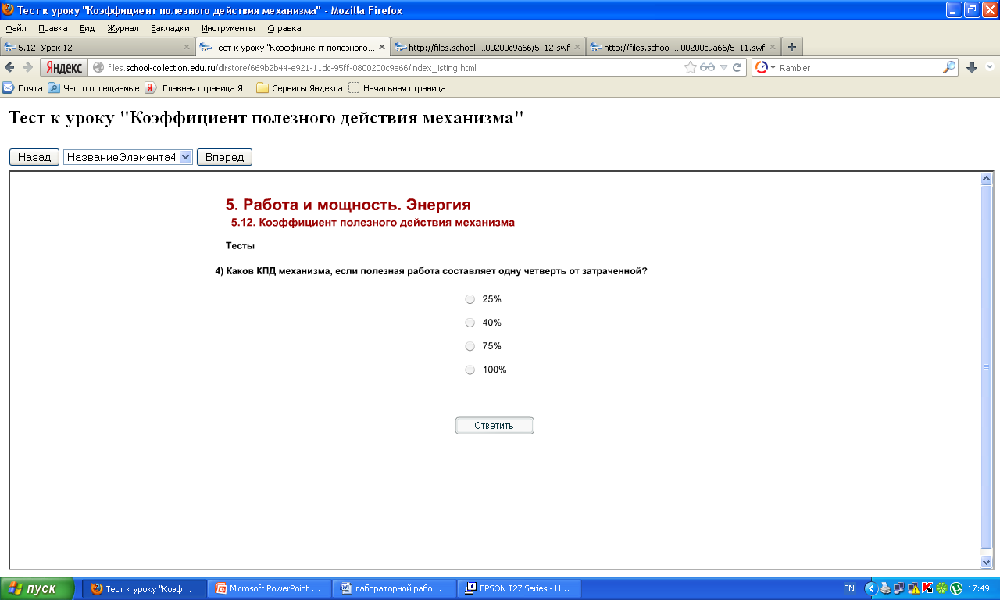 Тест к уроку "Коэффициент полезного действия механизма" - Mozilla Firefox
Файл Правка Вид Журнал Закладки Инструменты Справка
5.12. Урок 12 Тест к уроку "Коэффициент полезного... http://files.school-...00200c9a66/5_12.swf http://files.school-...00200c9a66/5_11.swf
Яндекс files.school-collection.edu.ru/dlrstore/669b2b44-e921-11dc-95ff-0800200c9a66/index_listing.html Rambler
Почта Часто посещаемые Главная страница Я... Сервисы Яндекса Начальная страница
Тест к уроку "Коэффициент полезного действия механизма"
Назад НазваниеЭлемента4 Вперед
5. Работа и мощность. Энергия
5.12. Коэффициент полезного действия механизма
Тесты
4) Каков КПД механизма, если полезная работа составляет одну четверть от затраченной?
25%
40%
75%
100%
Ответить
пуск Тест к уроку "Коэф... Microsoft PowerPoint ... лабораторной рабо... EPSON T27 Series - U... EN 17:49